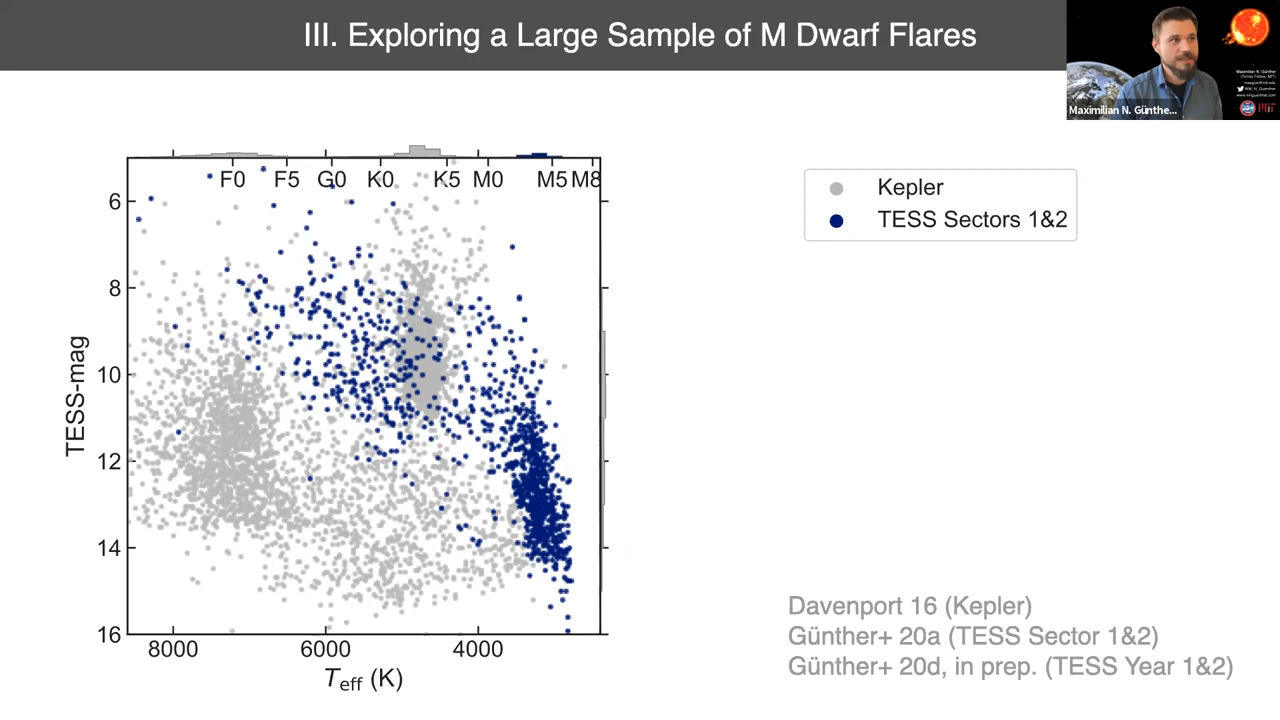 III. Exploring a Large Sample of M Dwarf Flares
Maximilian N. Günther
Maximilian N. Günthe...
F0 F5 G0 K0 K5 M0 M5 M8
6
8
10
12
14
16
TESS-mag
8000 6000 4000
Teff (K)
Kepler
TESS Sectors 1&2
Davenport 16 (Kepler)
Günther+ 20a (TESS Sector 1&2)
Günther+ 20d, in prep. (TESS Year 1&2)